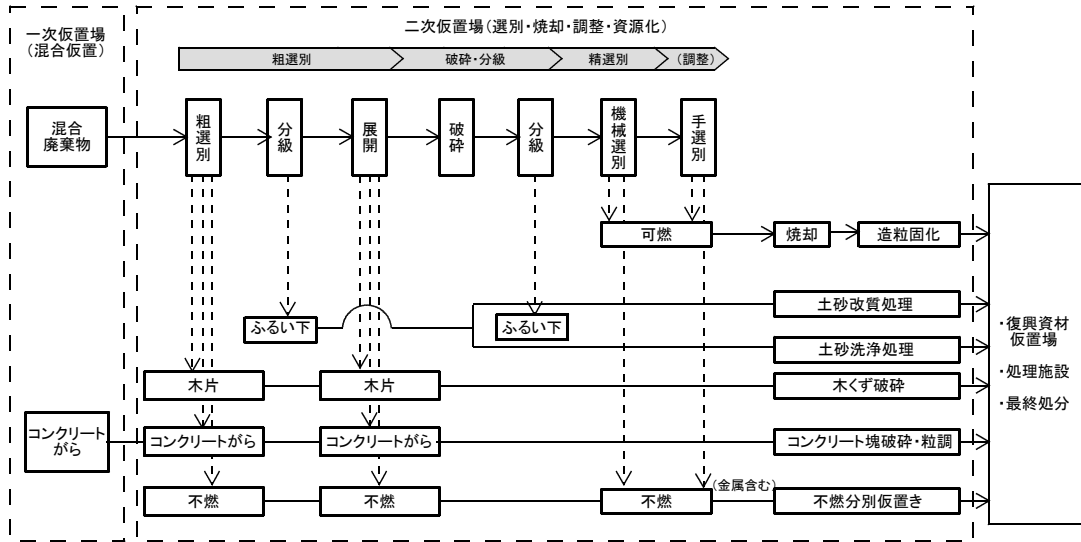 一次仮置場
(混合仮置)
二次仮置場(選別・焼却・調整・資源化)
粗選別
破砕・分級
精選別
(調整)
混合
廃棄物
粗選別
分級
展開
破砕
分級
機械選別
手選別
可燃
焼却
造粒固化
ふるい下
ふるい下
土砂改質処理
土砂洗浄処理
木片
木片
木くず破砕
コンクリート
がら
コンクリートがら
コンクリートがら
コンクリート塊破砕・粒調
不燃
不燃
不燃
(金属含む)
不燃分別仮置き
・復興資材
仮置場
・処理施設
・最終処分